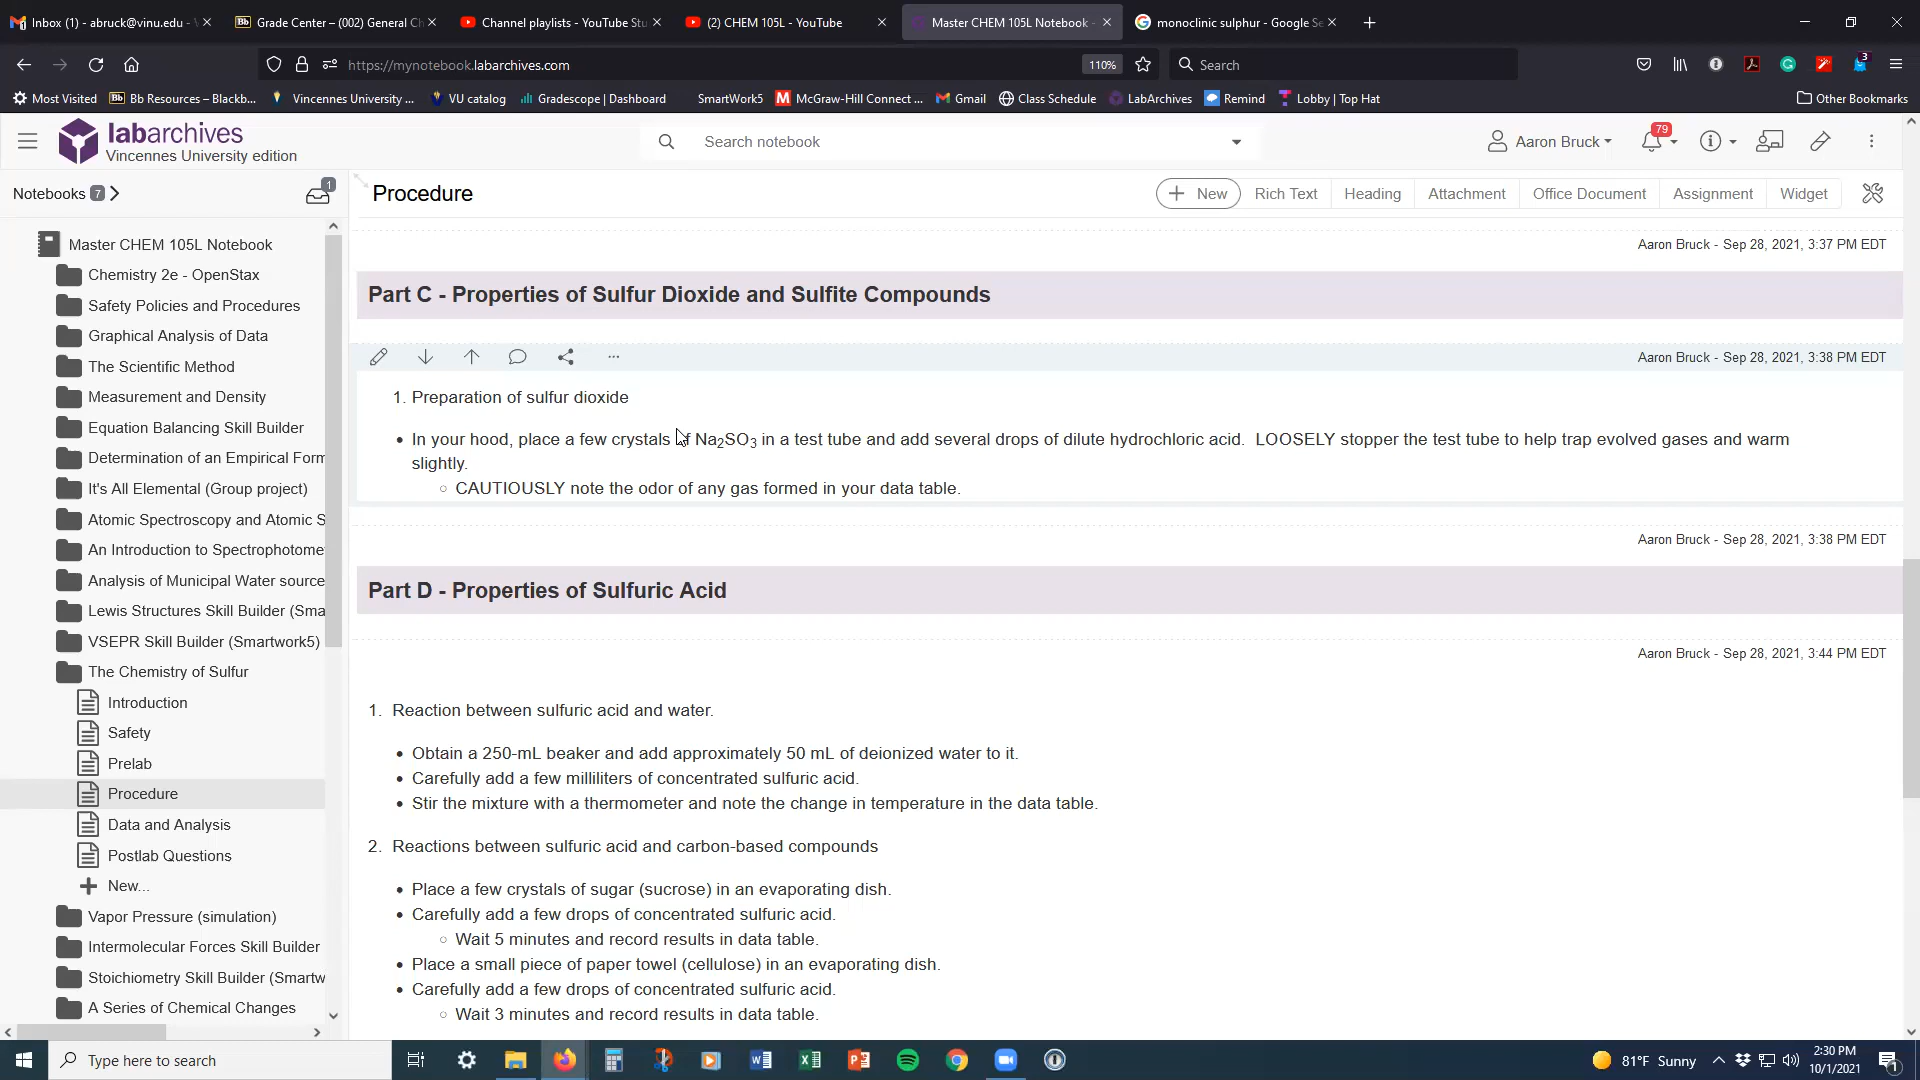 Inbox (1) - abruck@vinu.edu -
Grade Center – (002) General Ch
Channel playlists - YouTube Stu
(2) CHEM 105L - YouTube
Master CHEM 105L Notebook -
monoclinic sulphur - Google Se
https://mynotebook.labarchives.com
110%
Search
3
Most Visited
Bb Resources – Blackb...
Vincennes University ...
VU catalog
Gradescope | Dashboard
SmartWork5
McGraw-Hill Connect ...
Gmail
Class Schedule
LabArchives
Remind
Lobby | Top Hat
Other Bookmarks
labarchives
Vincennes University edition
Search notebook
Aaron Bruck
79
Notebooks 7
1
Procedure
New
Rich Text
Heading
Attachment
Office Document
Assignment
Widget
Master CHEM 105L Notebook
Chemistry 2e - OpenStax
Safety Policies and Procedures
Graphical Analysis of Data
The Scientific Method
Measurement and Density
Equation Balancing Skill Builder
Determination of an Empirical Form
It's All Elemental (Group project)
Atomic Spectroscopy and Atomic S
An Introduction to Spectrophotome
Analysis of Municipal Water source
Lewis Structures Skill Builder (Sma
VSEPR Skill Builder (Smartwork5)
The Chemistry of Sulfur
Introduction
Safety
Prelab
Procedure
Data and Analysis
Postlab Questions
New...
Vapor Pressure (simulation)
Intermolecular Forces Skill Builder
Stoichiometry Skill Builder (Smartw
A Series of Chemical Changes
Aaron Bruck - Sep 28, 2021, 3:37 PM EDT
Part C - Properties of Sulfur Dioxide and Sulfite Compounds
Aaron Bruck - Sep 28, 2021, 3:38 PM EDT
1. Preparation of sulfur dioxide
• In your hood, place a few crystals of Na2SO3 in a test tube and add several drops of dilute hydrochloric acid. LOOSELY stopper the test tube to help trap evolved gases and warm
slightly.
○ CAUTIOUSLY note the odor of any gas formed in your data table.
Aaron Bruck - Sep 28, 2021, 3:38 PM EDT
Part D - Properties of Sulfuric Acid
Aaron Bruck - Sep 28, 2021, 3:44 PM EDT
1. Reaction between sulfuric acid and water.
• Obtain a 250-mL beaker and add approximately 50 mL of deionized water to it.
• Carefully add a few milliliters of concentrated sulfuric acid.
• Stir the mixture with a thermometer and note the change in temperature in the data table.
2. Reactions between sulfuric acid and carbon-based compounds
• Place a few crystals of sugar (sucrose) in an evaporating dish.
• Carefully add a few drops of concentrated sulfuric acid.
○ Wait 5 minutes and record results in data table.
• Place a small piece of paper towel (cellulose) in an evaporating dish.
• Carefully add a few drops of concentrated sulfuric acid.
○ Wait 3 minutes and record results in data table.
Type here to search
81°F Sunny
2:30 PM
10/1/2021
1